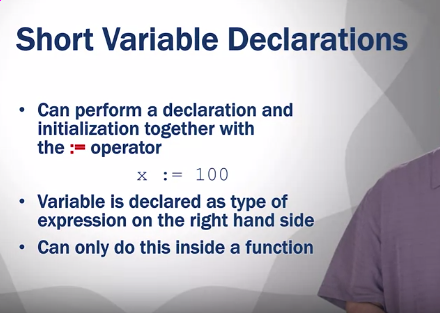 Short Variable Declarations
• Can perform a declaration and
initialization together with
the := operator
x := 100
• Variable is declared as type of
expression on the right hand side
• Can only do this inside a function